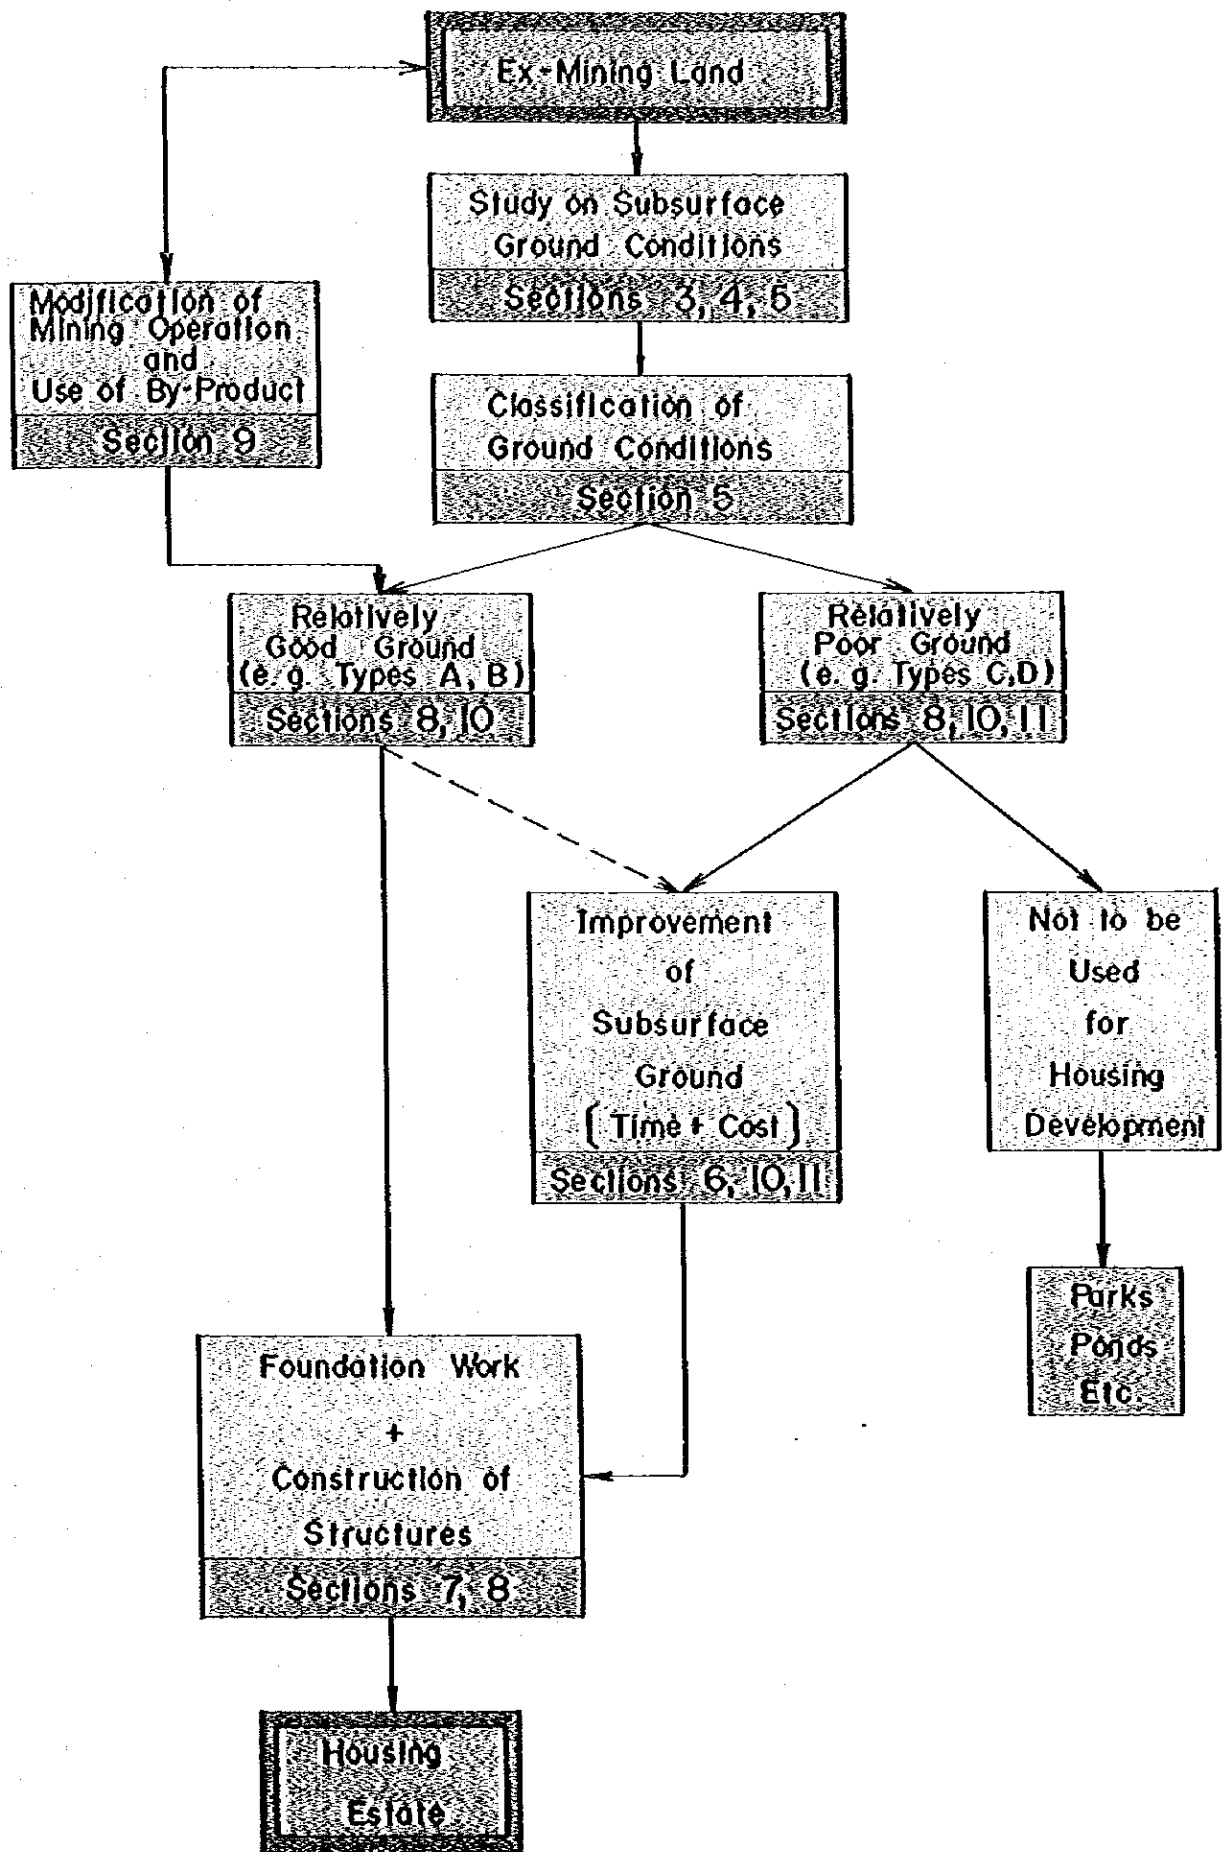 Ex-Mining Land
Study on Subsurface
Ground Conditions
Sections 3, 4, 5
Modification of
Mining Operation
and
Use of By-Product
Section 9
Classification of
Ground Conditions
Section 5
Relatively
Good Ground
(e.g. Types A, B)
Sections 8, 10
Relatively
Poor Ground
(e.g. Types C, D)
Sections 8, 10, 11
Improvement
of
Subsurface
Ground
[Time + Cost]
Sections 6, 10, 11
Not to be
Used
for
Housing
Development
Parks
Ponds
Etc.
Foundation Work
+
Construction of
Structures
Sections 7, 8
Housing
Estate